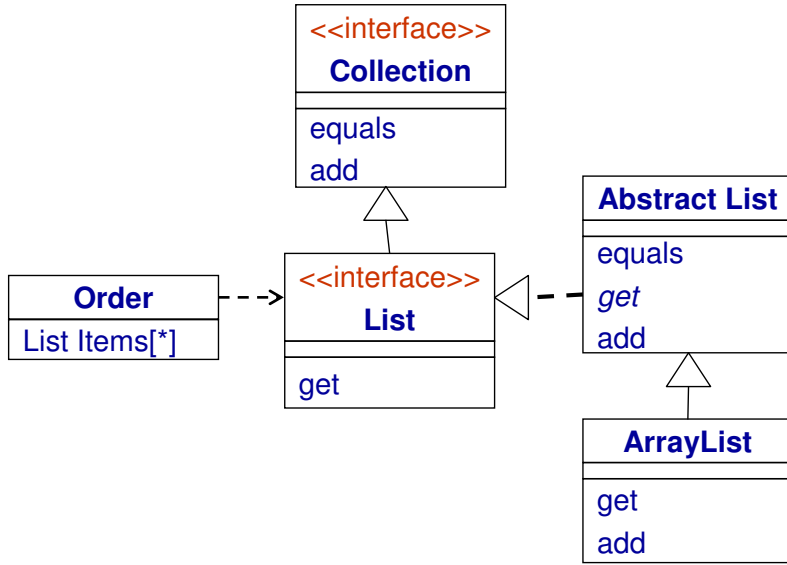 <<interface>>
Collection
equals
add
Abstract List
equals
get
add
Order
List Items[*]
<<interface>>
List
get
ArrayList
get
add